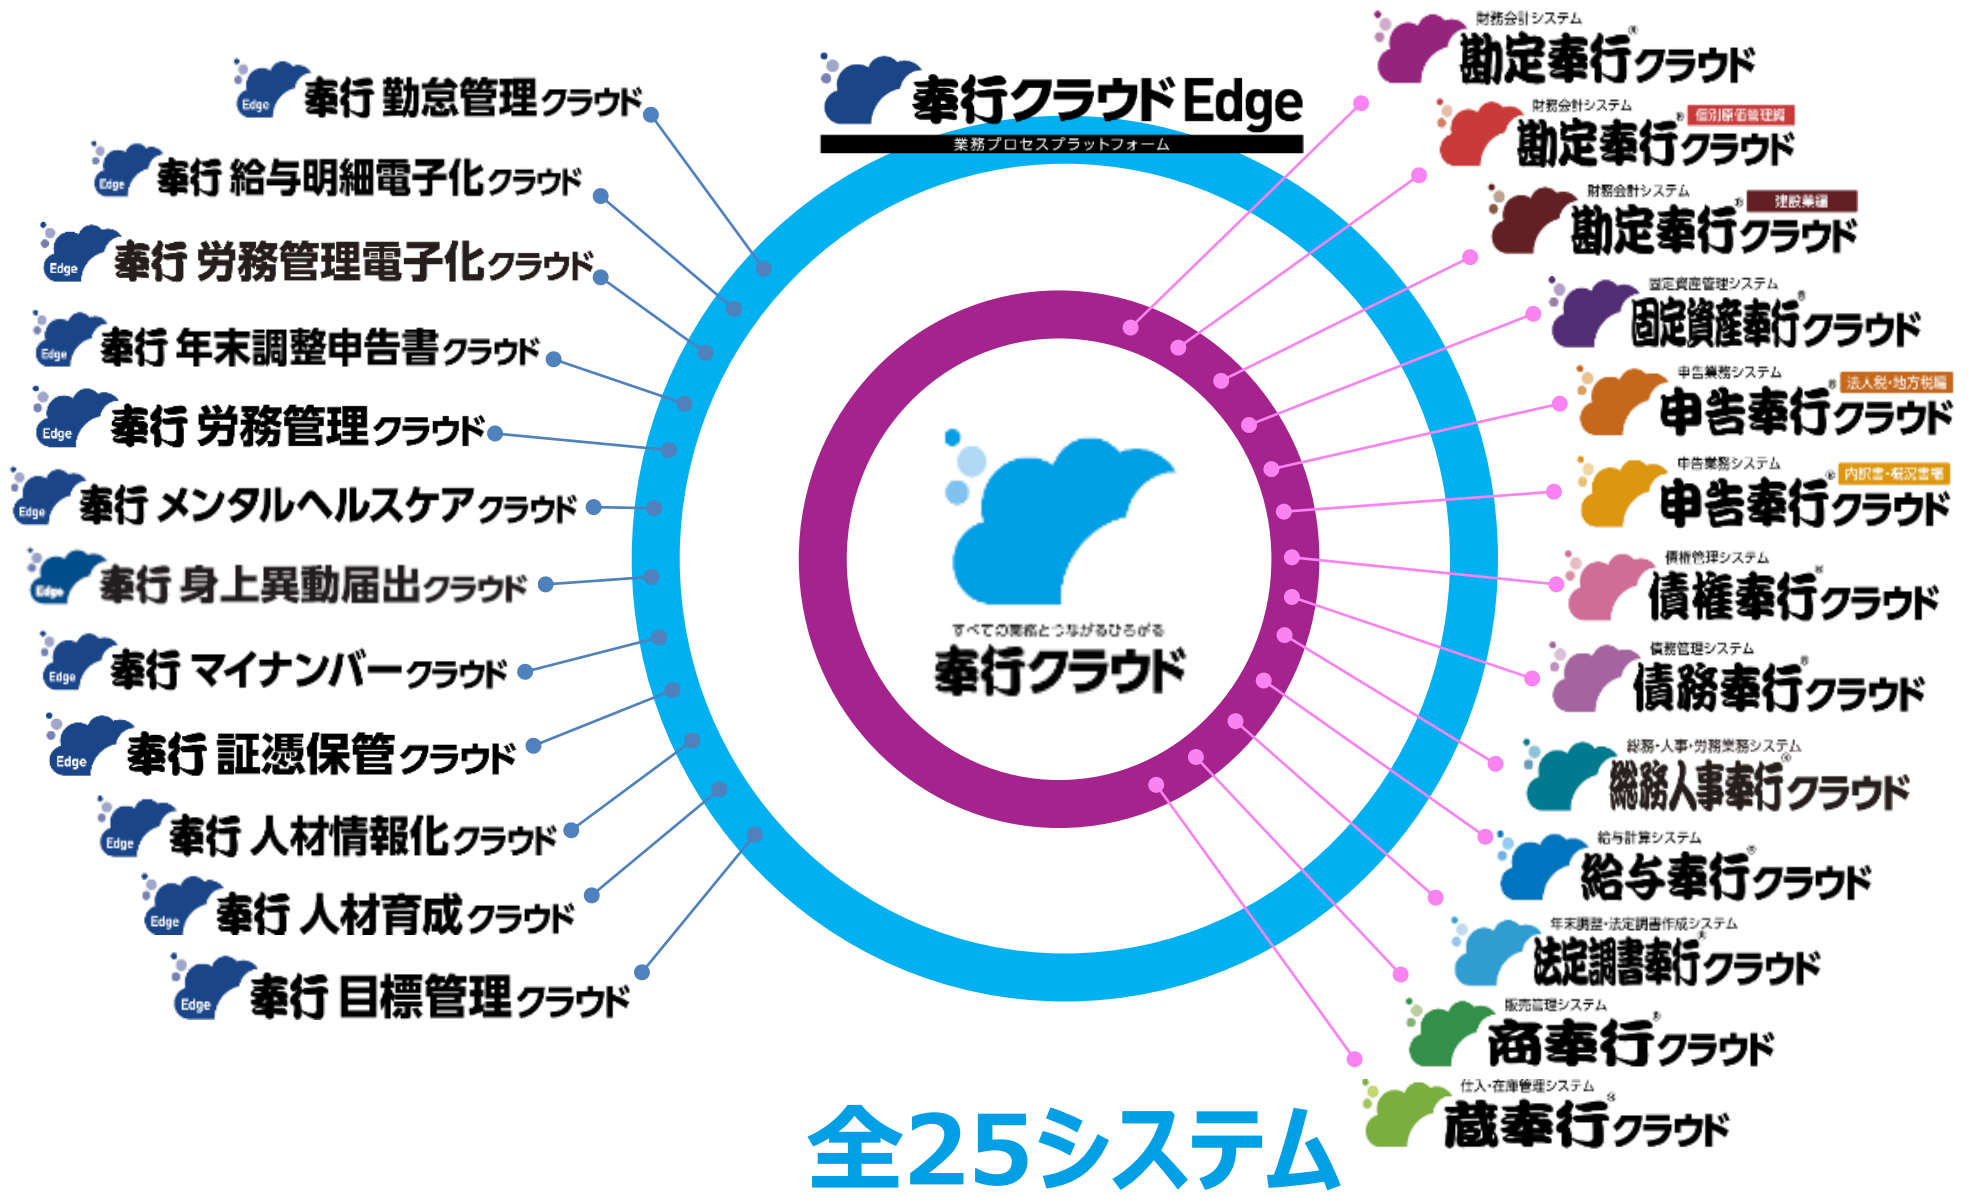 奉行クラウド Edge
業務プロセスプラットフォーム
Edge 奉行 勤怠管理クラウド
Edge 奉行 給与明細電子化クラウド
Edge 奉行 労務管理電子化クラウド
Edge 奉行 年末調整申告書クラウド
Edge 奉行 労務管理クラウド
Edge 奉行 メンタルヘルスケアクラウド
Edge 奉行 身上異動届出クラウド
Edge 奉行 マイナンバークラウド
Edge 奉行 証憑保管クラウド
Edge 奉行 人材情報化クラウド
Edge 奉行 人材育成クラウド
Edge 奉行 目標管理クラウド
すべての業務とつながるひろがる
奉行クラウド
財務会計システム
勘定奉行®クラウド
財務会計システム
個別原価管理編
勘定奉行®クラウド
財務会計システム
建設業編
勘定奉行®クラウド
固定資産管理システム
固定資産奉行®クラウド
申告業務システム
法人税・地方税編
申告奉行®クラウド
申告業務システム
内訳書・概況書編
申告奉行®クラウド
債権管理システム
債権奉行®クラウド
債務管理システム
債務奉行®クラウド
総務・人事・労務業務システム
総務人事奉行®クラウド
給与計算システム
給与奉行®クラウド
年末調整・法定調書作成システム
法定調書奉行®クラウド
販売管理システム
商奉行®クラウド
仕入・在庫管理システム
蔵奉行®クラウド
全25システム